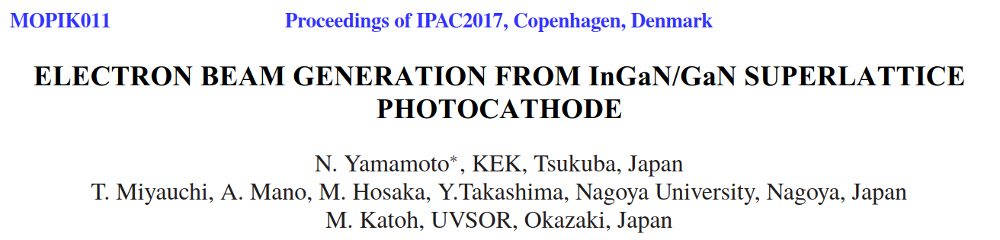 MOPIK011 Proceedings of IPAC2017, Copenhagen, Denmark
ELECTRON BEAM GENERATION FROM InGaN/GaN SUPERLATTICE
PHOTOCATHODE
N. Yamamoto*, KEK, Tsukuba, Japan
T. Miyauchi, A. Mano, M. Hosaka, Y.Takashima, Nagoya University, Nagoya, Japan
M. Katoh, UVSOR, Okazaki, Japan